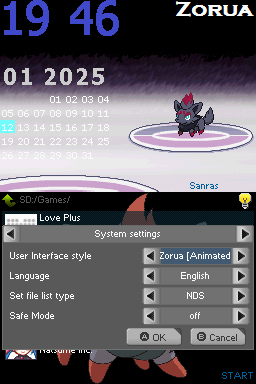 19 46
ZORUA
01 2025
01 02 03 04
05 06 07 08 09 10 11
12 13 14 15 16 17 18
19 20 21 22 23 24 25
26 27 28 29 30 31
Sanras
SD:/Games/
Love Plus
System settings
User Interface style
Zorua [Animated
Language
English
Set file list type
NDS
Safe Mode
off
A OK
B Cancel
Natsume Inc.
START